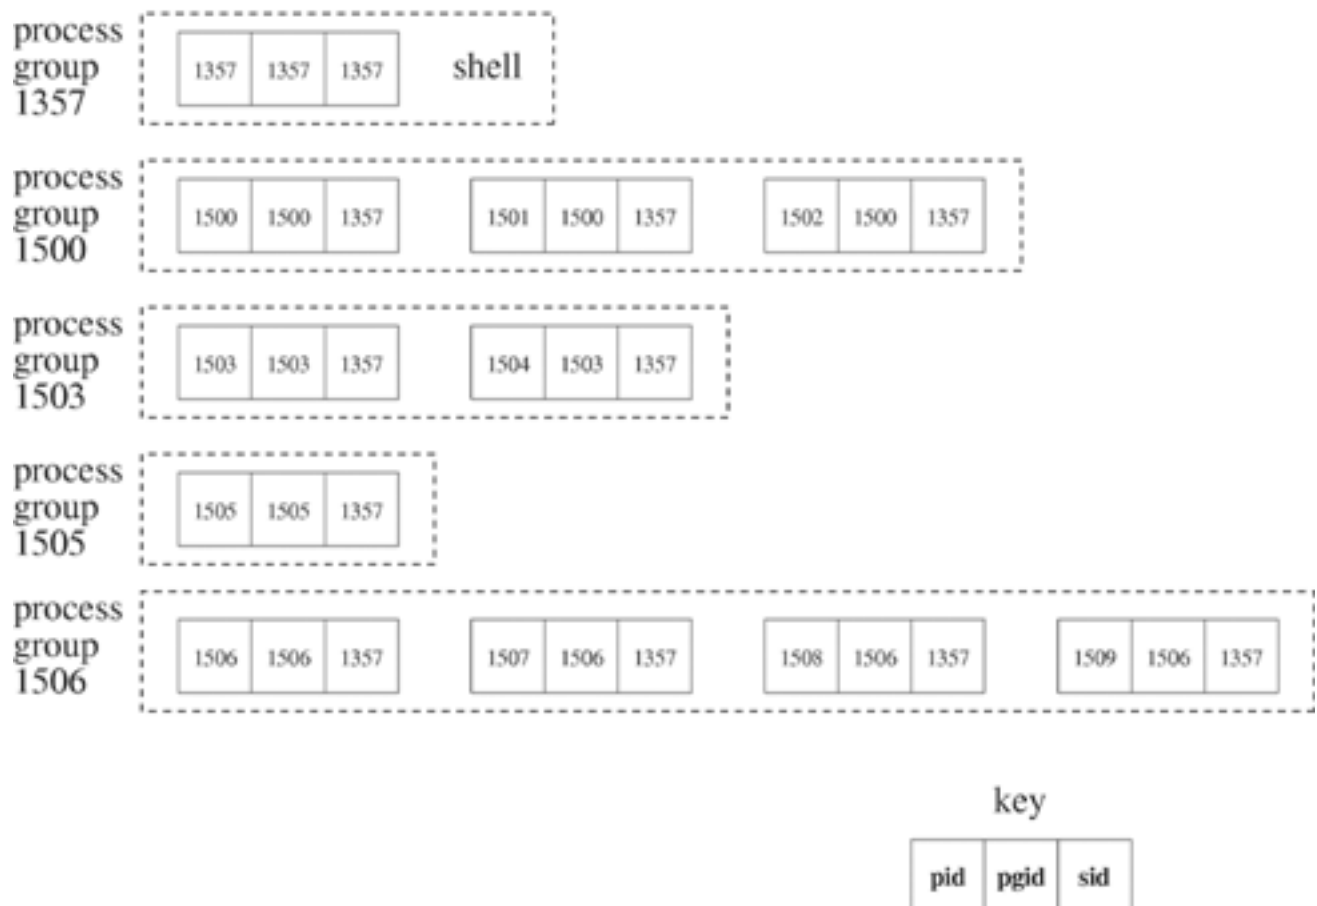 process
group
1357
1357 1357 1357 shell
process
group
1500
1500 1500 1357 1501 1500 1357 1502 1500 1357
process
group
1503
1503 1503 1357 1504 1503 1357
process
group
1505
1505 1505 1357
process
group
1506
1506 1506 1357 1507 1506 1357 1508 1506 1357 1509 1506 1357
key
pid pgid sid